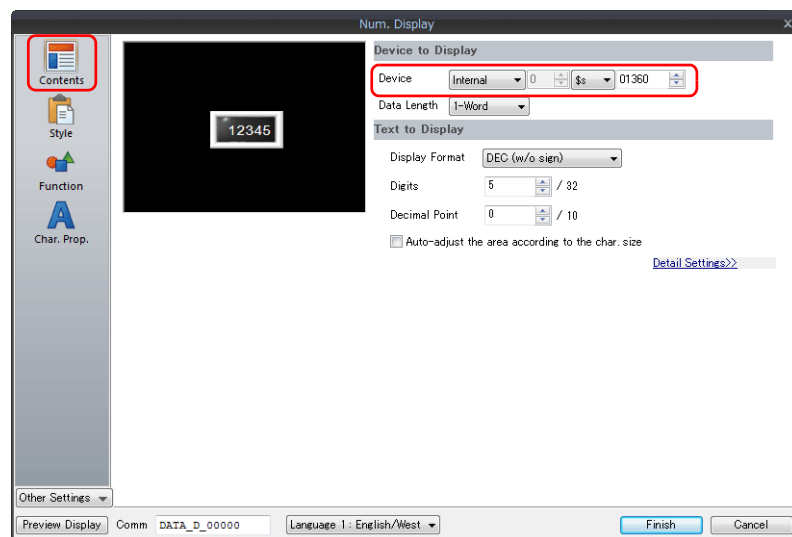 Num. Display
Contents
Style
Function
Char. Prop.
12345
Device to Display
Device Internal 0 $s 01360
Data Length 1-Word
Text to Display
Display Format DEC (w/o sign)
Digits 5 / 32
Decimal Point 0 / 10
Auto-adjust the area according to the char. size
Detail Settings>>
Other Settings
Preview Display Comm DATA_D_00000 Language 1 : English/West Finish Cancel